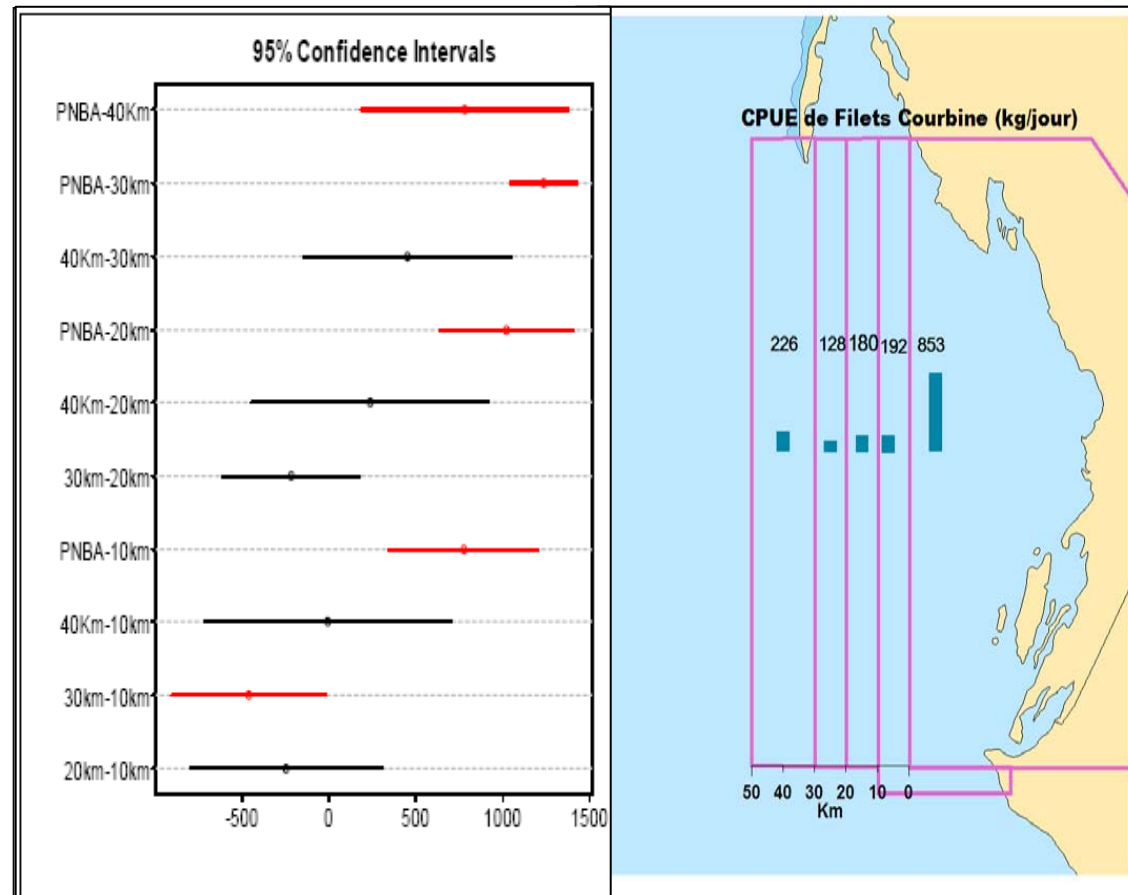 95% Confidence Intervals
PNBA-40Km
PNBA-30km
40Km-30km
PNBA-20km
40Km-20km
30km-20km
PNBA-10km
40Km-10km
30km-10km
20km-10km
-500 0 500 1000 1500
CPUE de Filets Courbine (kg/jour)
226 128 180 192 853
50 40 30 20 10 0
Km